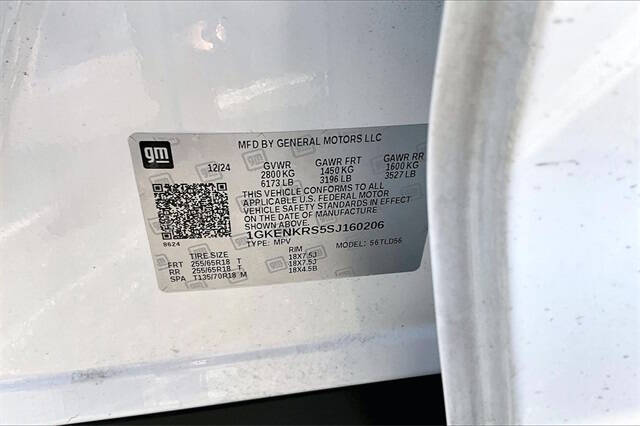 gm
MFD BY GENERAL MOTORS LLC
12/24 GVWR GAWR FRT GAWR RR
2800 KG 1450 KG 1600 KG
6173 LB 3196 LB 3527 LB
THIS VEHICLE CONFORMS TO ALL
APPLICABLE U.S. FEDERAL MOTOR
VEHICLE SAFETY STANDARDS IN EFFECT
ON THE DATE OF MANUFACTURE
SHOWN ABOVE.
1GKENKRS5SJ160206
8624 TYPE: MPV MODEL: 56TLD56
TIRE SIZE RIM
FRT 255/65R18 T 18X7.5J
RR 255/65R18 T 18X7.5J
SPA T135/70R18 M 18X4.5B